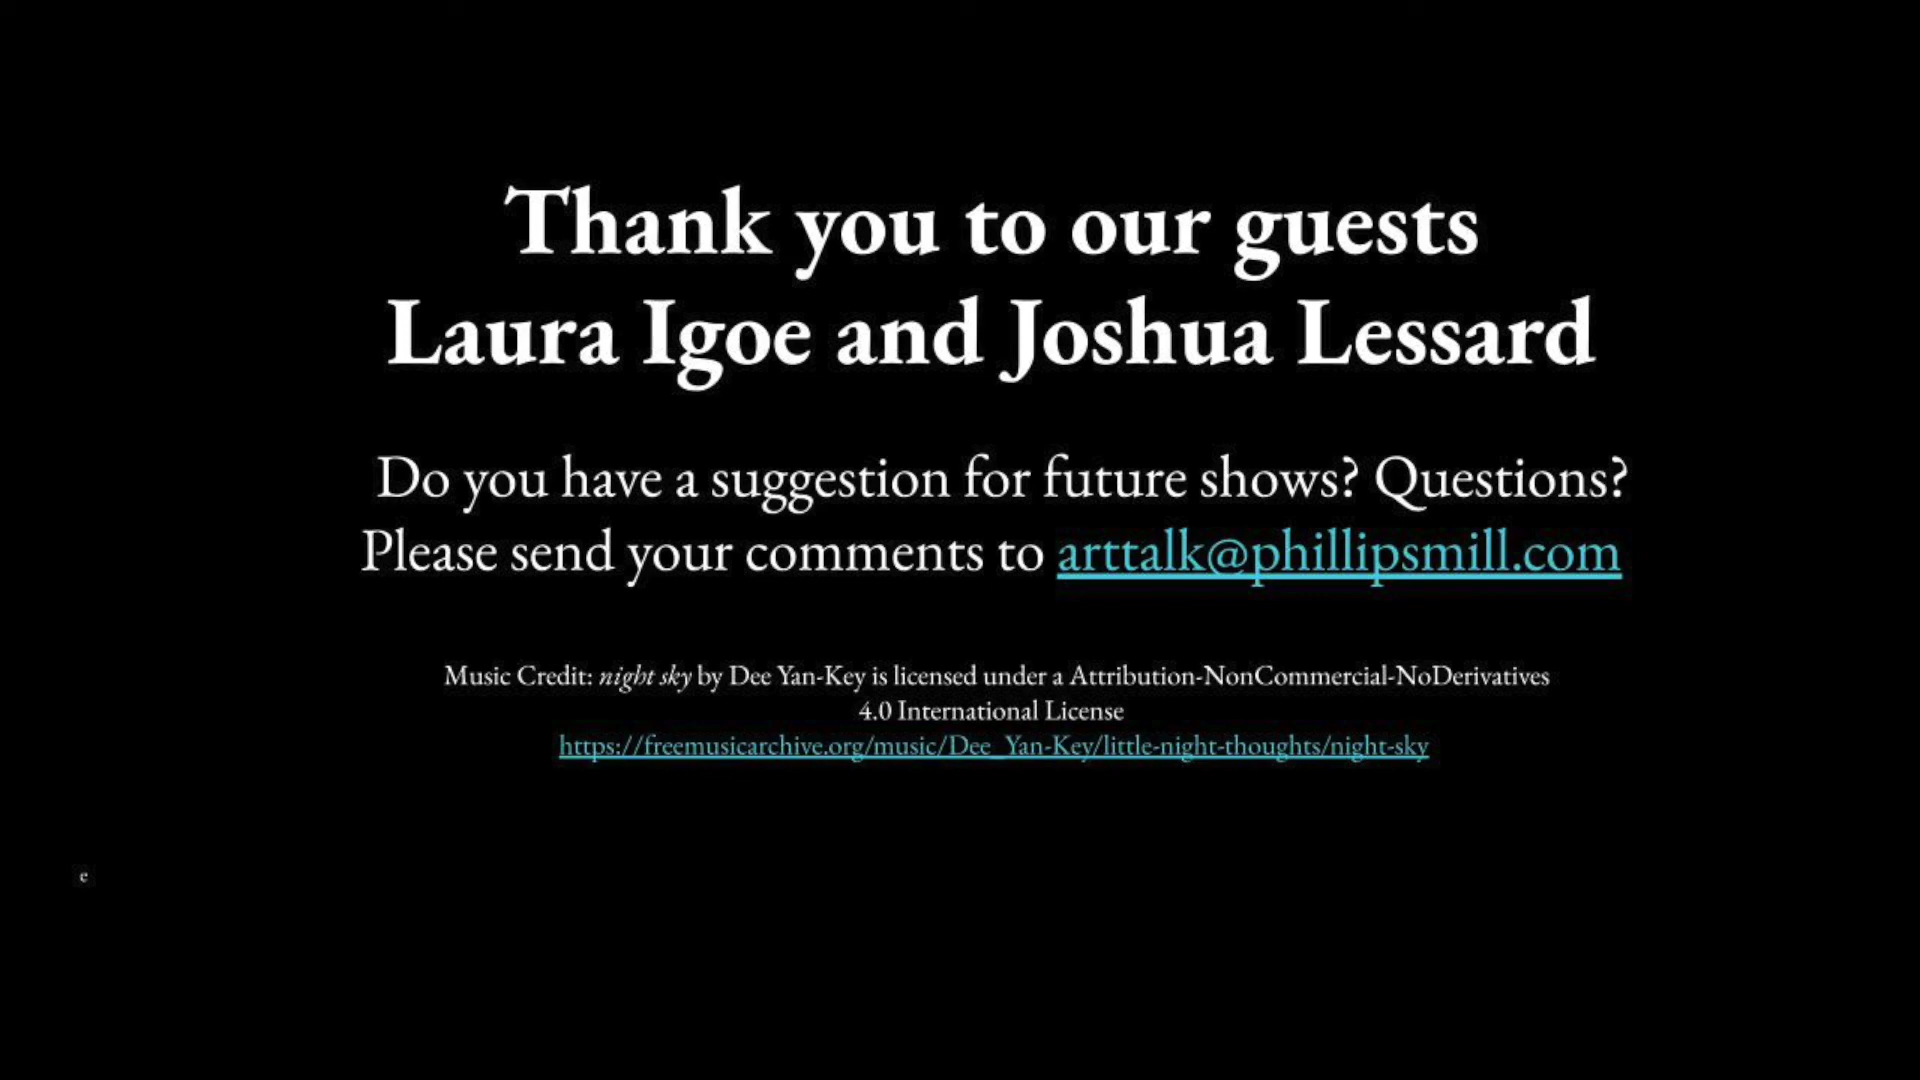 Thank you to our guests
Laura Igoe and Joshua Lessard
Do you have a suggestion for future shows? Questions?
Please send your comments to arttalk@phillipsmill.com
Music Credit: night sky by Dee Yan-Key is licensed under a Attribution-NonCommercial-NoDerivatives
4.0 International License
https://freemusicarchive.org/music/Dee_Yan-Key/little-night-thoughts/night-sky
e